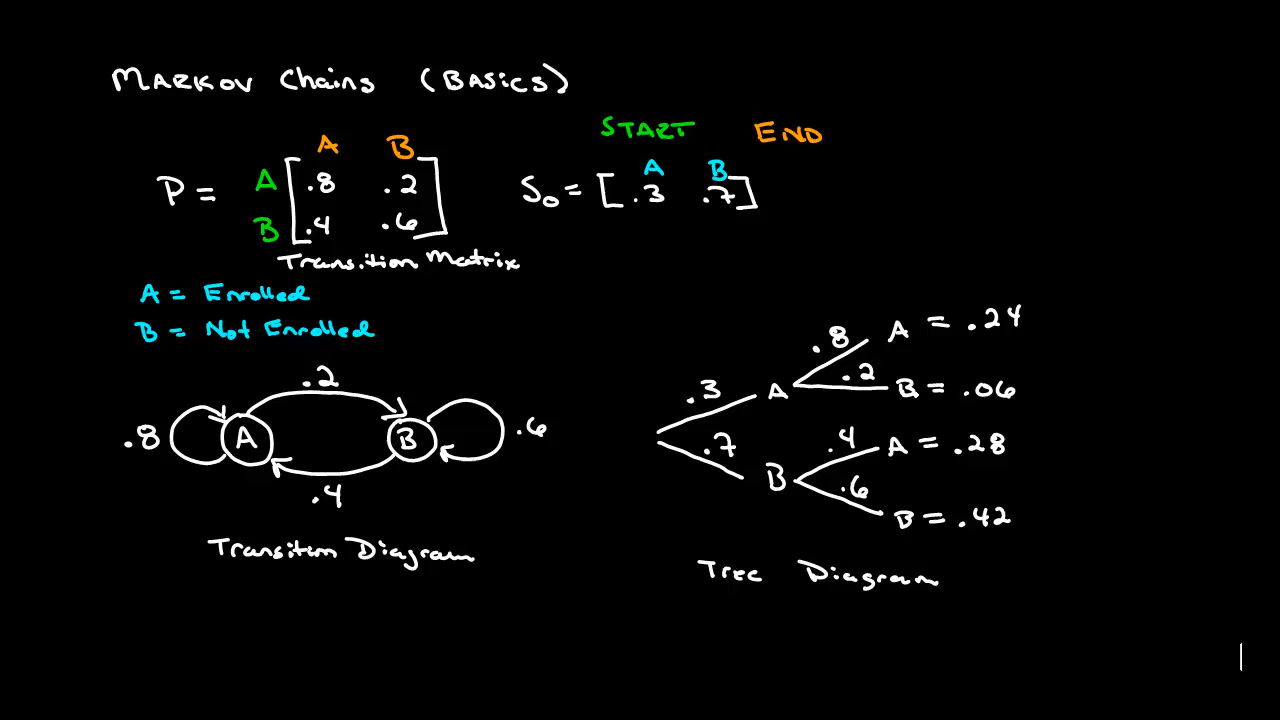 MARKOV Chains (BASICS)
START END
A B
P = A [.8 .2
B .4 .6]
A B
S0 = [.3 .7]
Transition Matrix
A = Enrolled
B = Not Enrolled
.2
.8 A B .6
.4
Transition Diagram
.8 A = .24
.3 A .2 B = .06
.7 B .4 A = .28
.6 B = .42
Tree Diagram